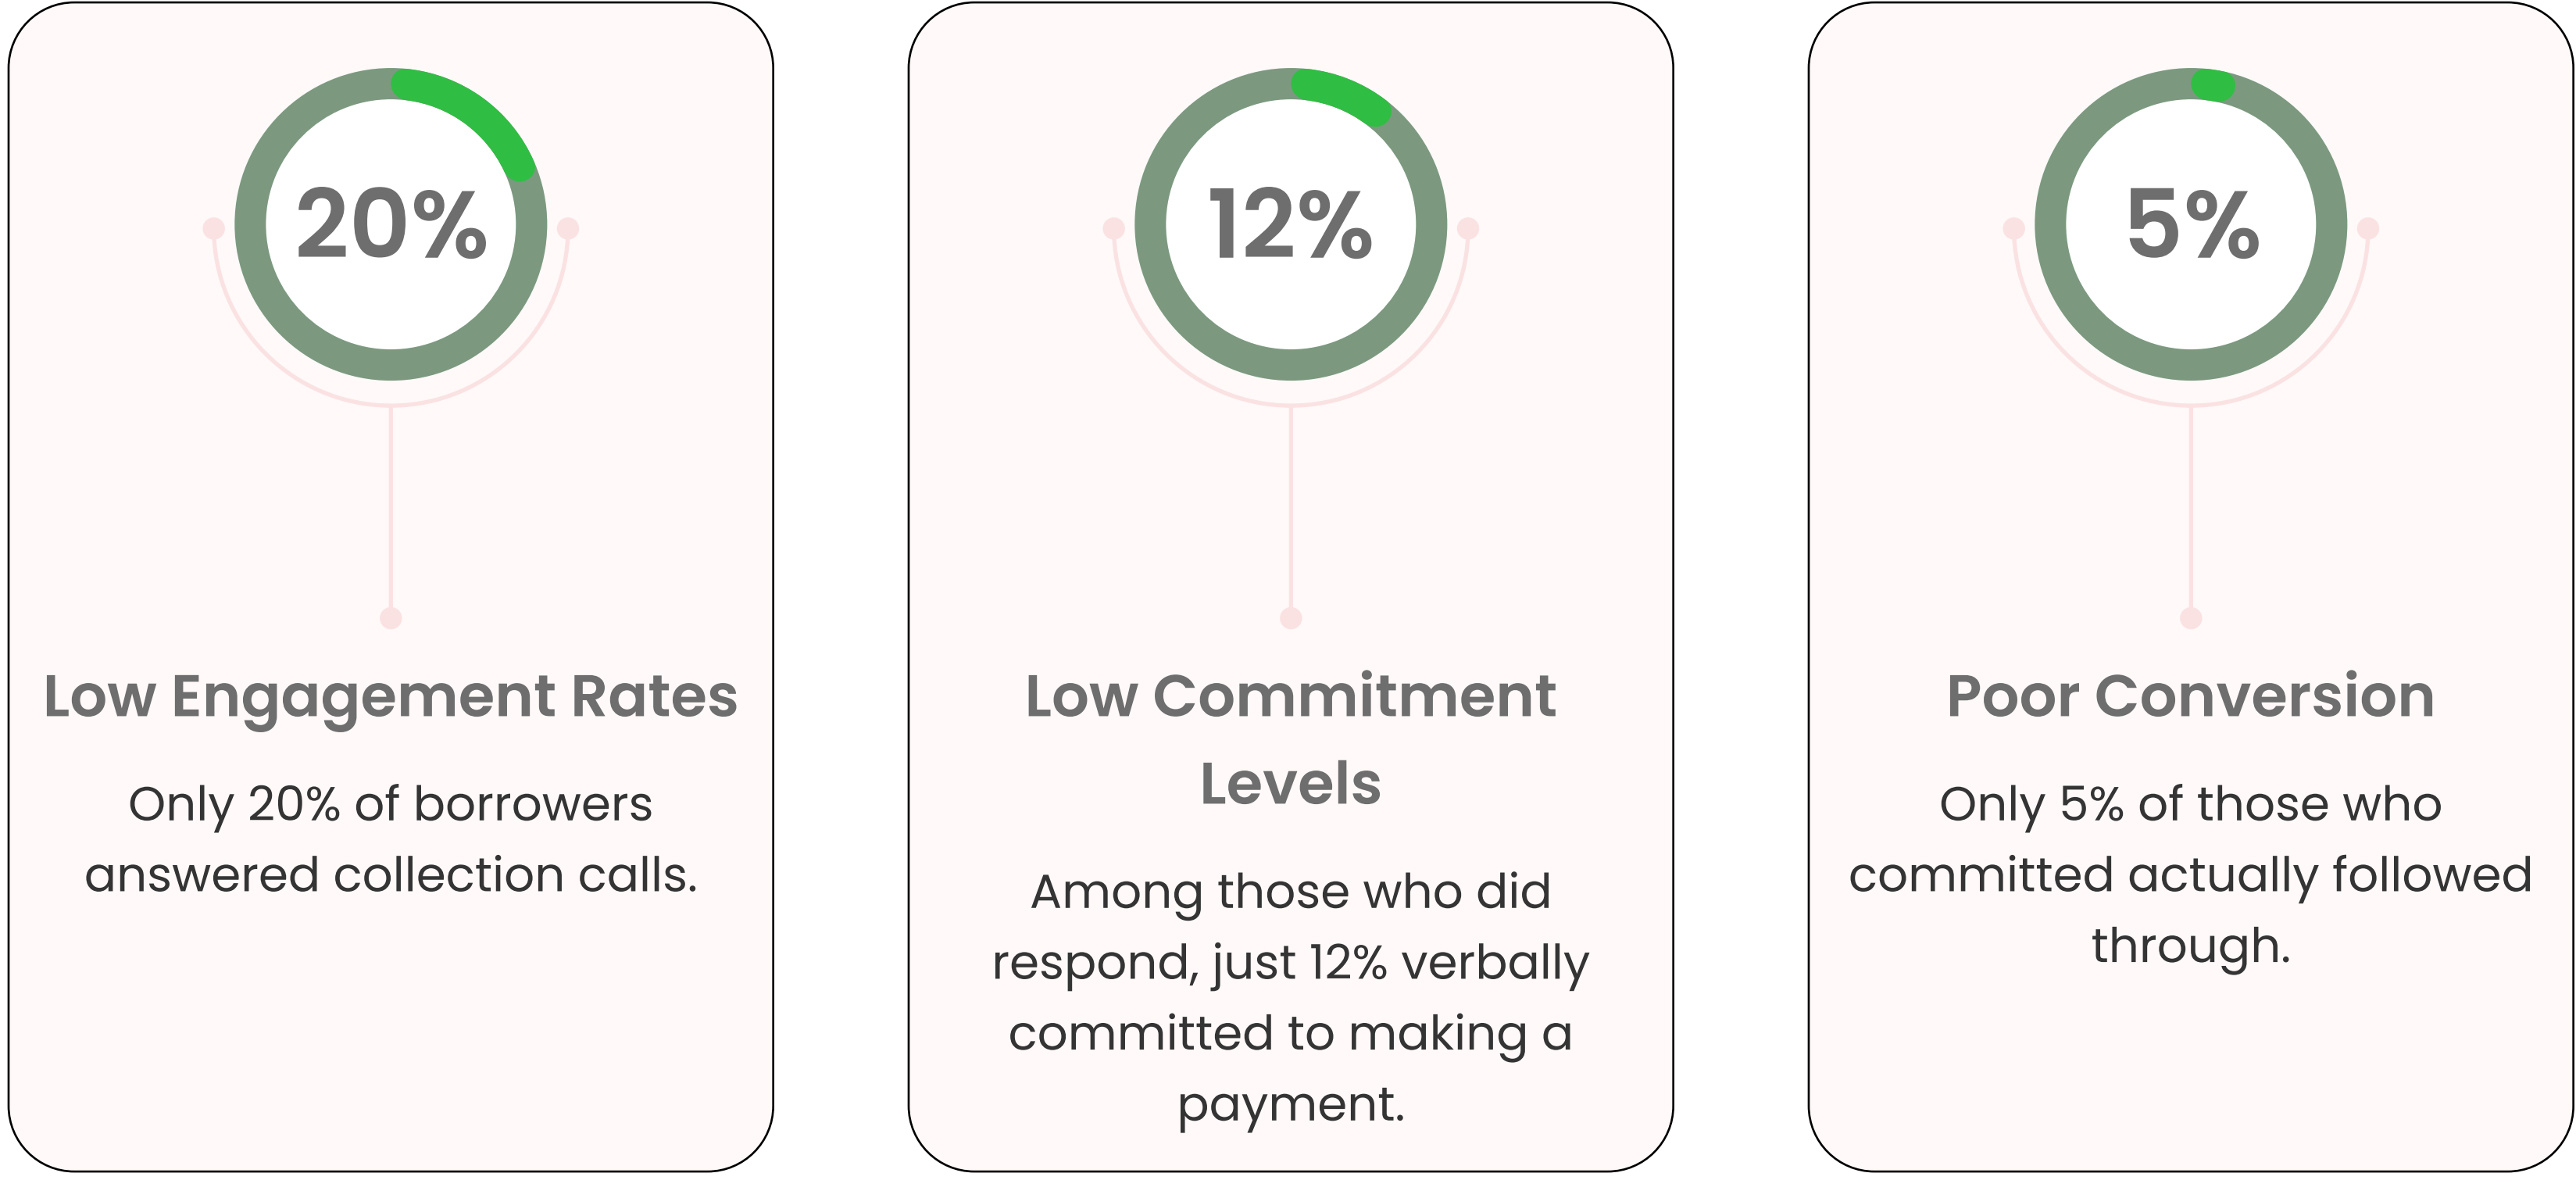 20%
Low Engagement Rates
Only 20% of borrowers
answered collection calls.
12%
Low Commitment
Levels
Among those who did
respond, just 12% verbally
committed to making a
payment.
5%
Poor Conversion
Only 5% of those who
committed actually followed
through.